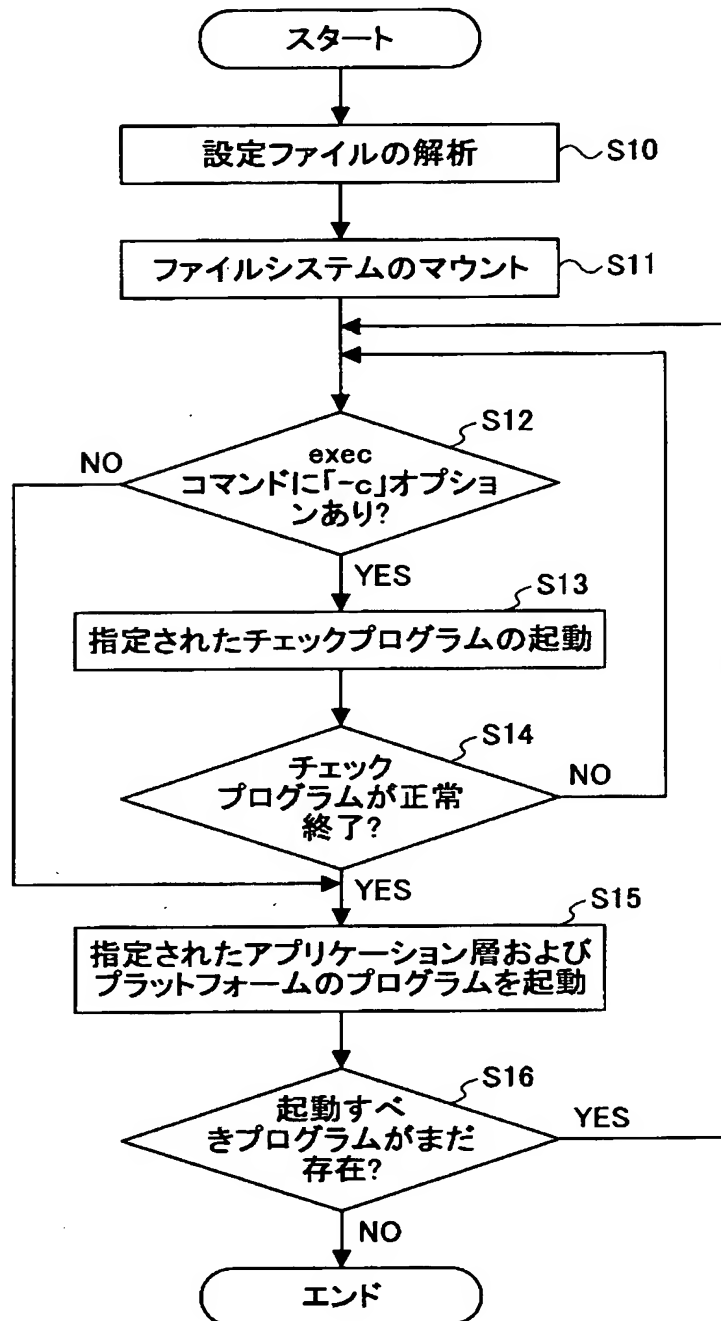 スタート
設定ファイルの解析
S10
ファイルシステムのマウント
S11
S12
NO
exec
コマンドに「-c」オプショ
ンあり?
YES
S13
指定されたチェックプログラムの起動
S14
チェック
プログラムが正常
終了?
NO
YES
S15
指定されたアプリケーション層および
プラットフォームのプログラムを起動
S16
起動すべ
きプログラムがまだ
存在?
YES
NO
エンド